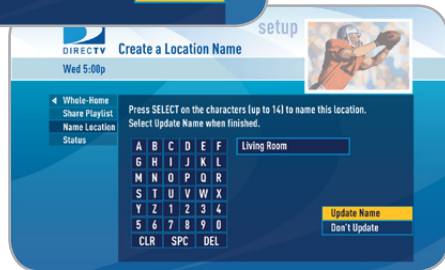 setup
DIRECTV
Create a Location Name
Wed 5:00p
Whole-Home
Share Playlist
Name Location
Status
Press SELECT on the characters (up to 14) to name this location.
Select Update Name when finished.
A B C D E F
G H I J K L
M N O P Q R
S T U V W X
Y Z 1 2 3 4
5 6 7 8 9 0
CLR SPC DEL
Living Room
Update Name
Don't Update